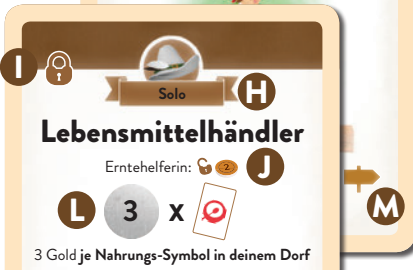 I
Solo
H
Lebensmittelhändler
Erntehelferin: 2 J
L 3 x
M
3 Gold je Nahrungs-Symbol in deinem Dorf